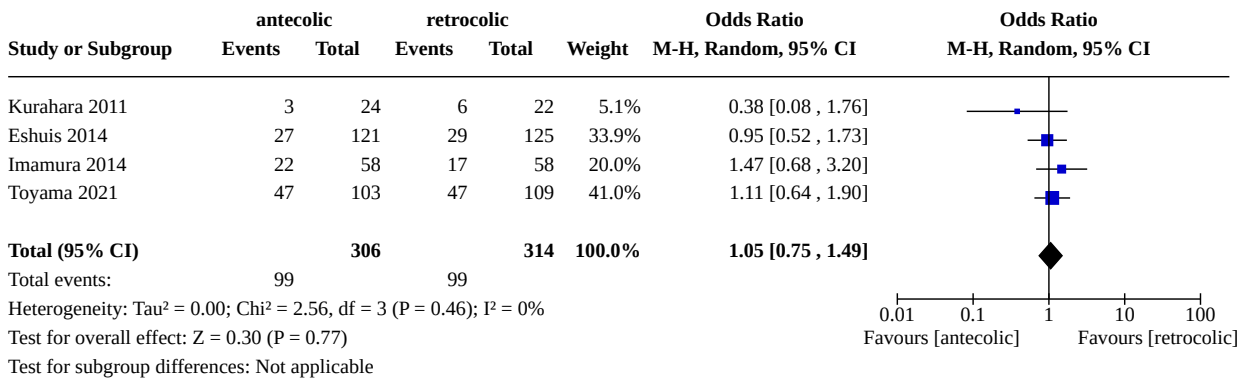 antecolic retrocolic Odds Ratio Odds Ratio
Study or Subgroup Events Total Events Total Weight M-H, Random, 95% CI M-H, Random, 95% CI
Kurahara 2011 3 24 6 22 5.1% 0.38 [0.08 , 1.76]
Eshuis 2014 27 121 29 125 33.9% 0.95 [0.52 , 1.73]
Imamura 2014 22 58 17 58 20.0% 1.47 [0.68 , 3.20]
Toyama 2021 47 103 47 109 41.0% 1.11 [0.64 , 1.90]
Total (95% CI) 306 314 100.0% 1.05 [0.75 , 1.49]
Total events: 99 99
Heterogeneity: Tau² = 0.00; Chi² = 2.56, df = 3 (P = 0.46); I² = 0%
0.01 0.1 1 10 100
Test for overall effect: Z = 0.30 (P = 0.77) Favours [antecolic] Favours [retrocolic]
Test for subgroup differences: Not applicable